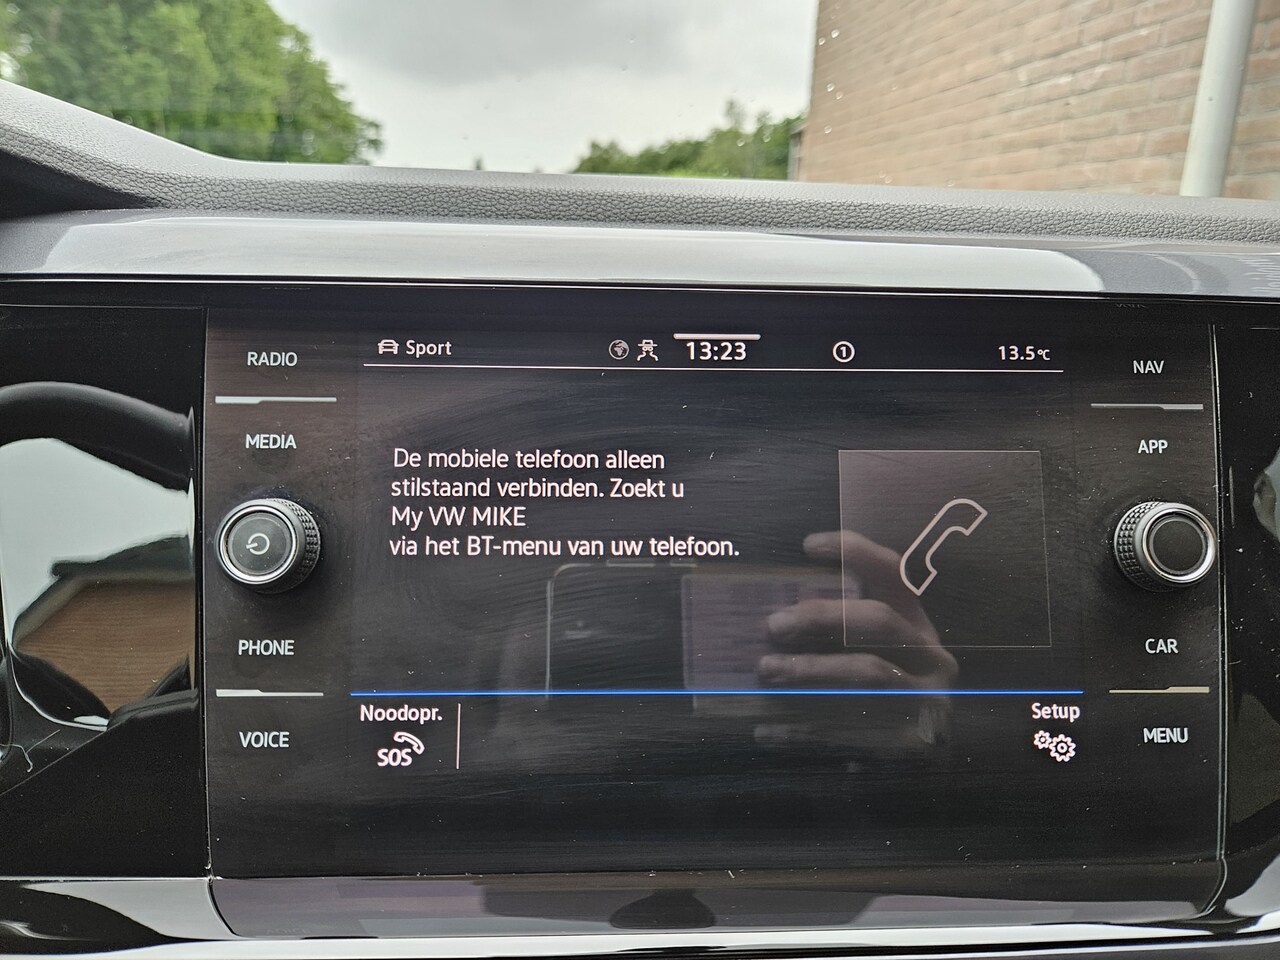 RADIO
MEDIA
PHONE
VOICE
Sport
13:23
1
13.5°C
De mobiele telefoon alleen
stilstaand verbinden. Zoekt u
My VW MIKE
via het BT-menu van uw telefoon.
Noodopr.
SOS
Setup
NAV
APP
CAR
MENU